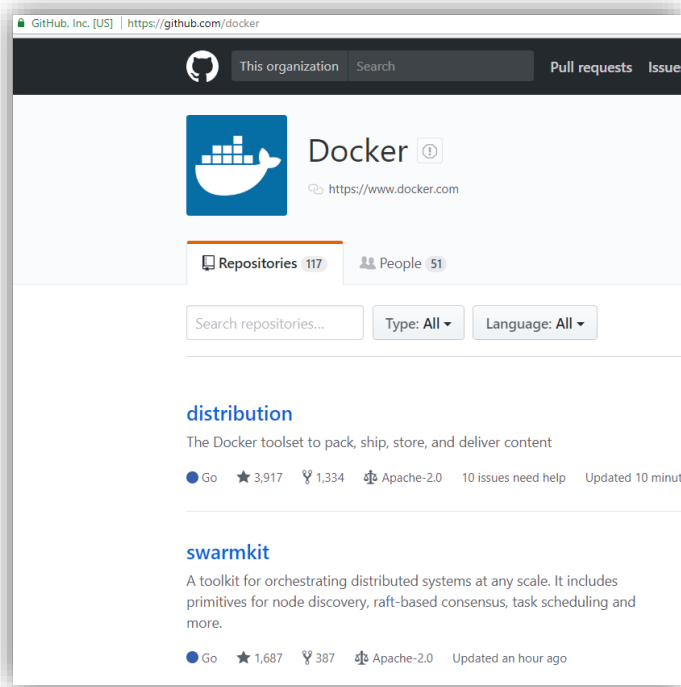 GitHub, Inc. [US] | https://github.com/docker
This organization Search Pull requests Issue
Docker
https://www.docker.com
Repositories 117 People 51
Search repositories... Type: All Language: All
distribution
The Docker toolset to pack, ship, store, and deliver content
Go 3,917 1,334 Apache-2.0 10 issues need help Updated 10 minut
swarmkit
A toolkit for orchestrating distributed systems at any scale. It includes
primitives for node discovery, raft-based consensus, task scheduling and
more.
Go 1,687 387 Apache-2.0 Updated an hour ago